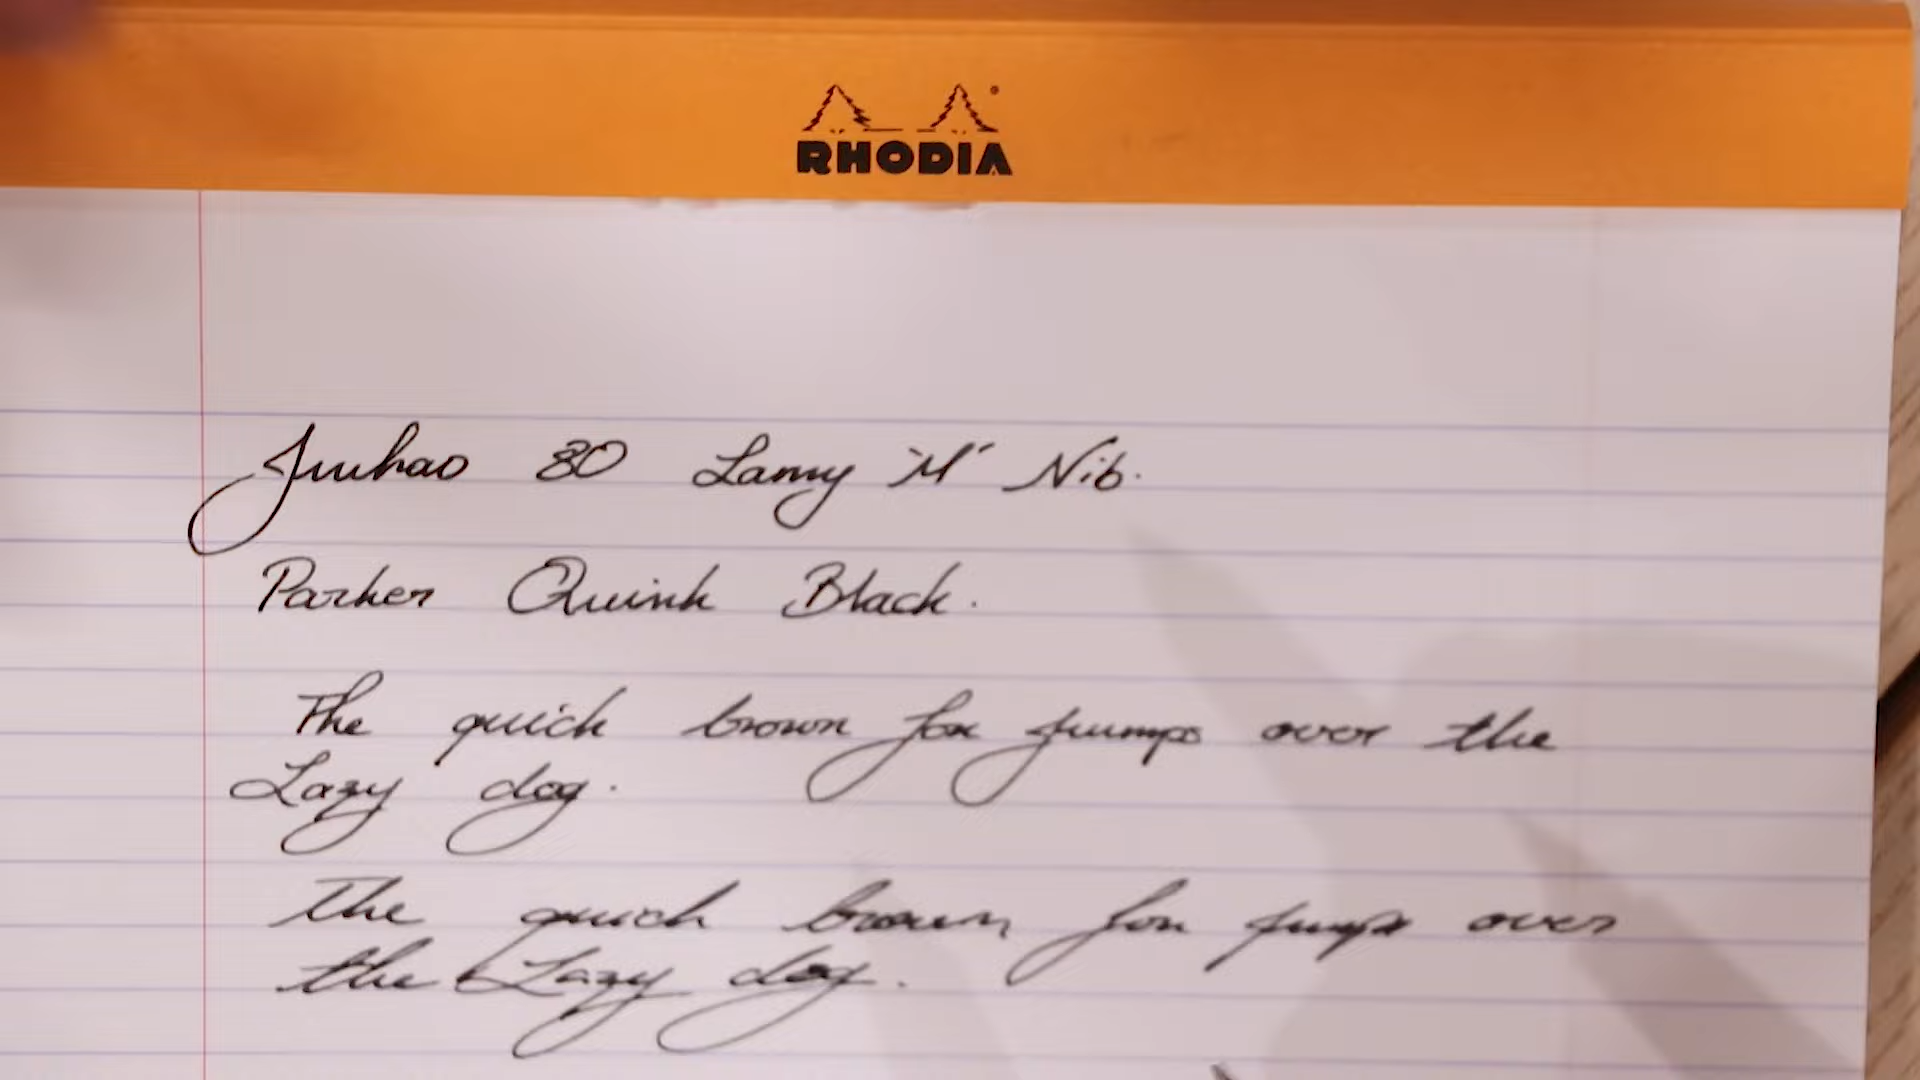 RHODIA
Jinhao 80 Lamy "M" Nib.
Parker Quink Black.
The quick brown fox jumps over the
Lazy dog.
The quick brown fox jumps over
the Lazy dog.